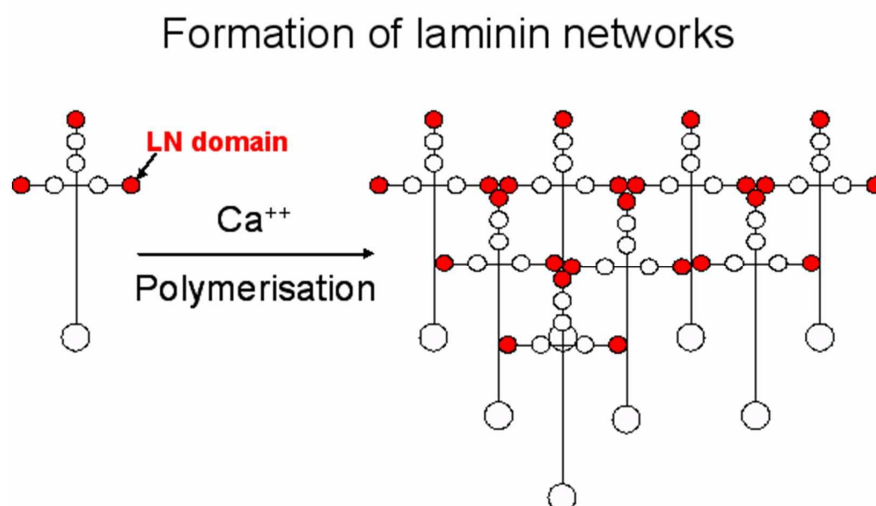 Formation of laminin networks
LN domain
Ca⁺⁺
Polymerisation